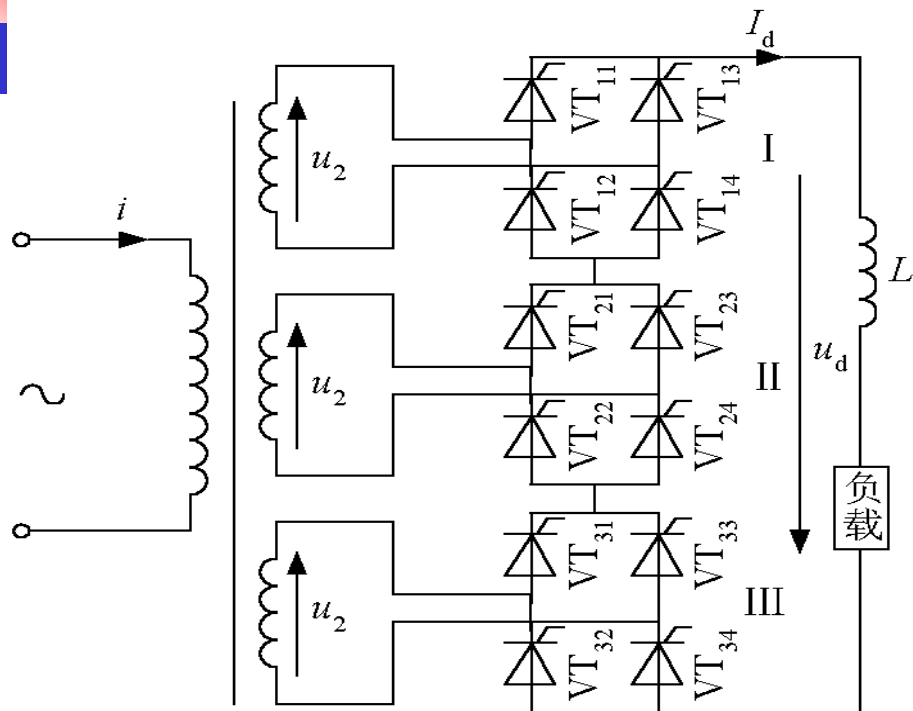 I_d
VT_11
VT_13
I
u_2
VT_12
VT_14
i
L
VT_21
VT_23
u_d
II
u_2
VT_22
VT_24
负
载
VT_31
VT_33
III
u_2
VT_32
VT_34